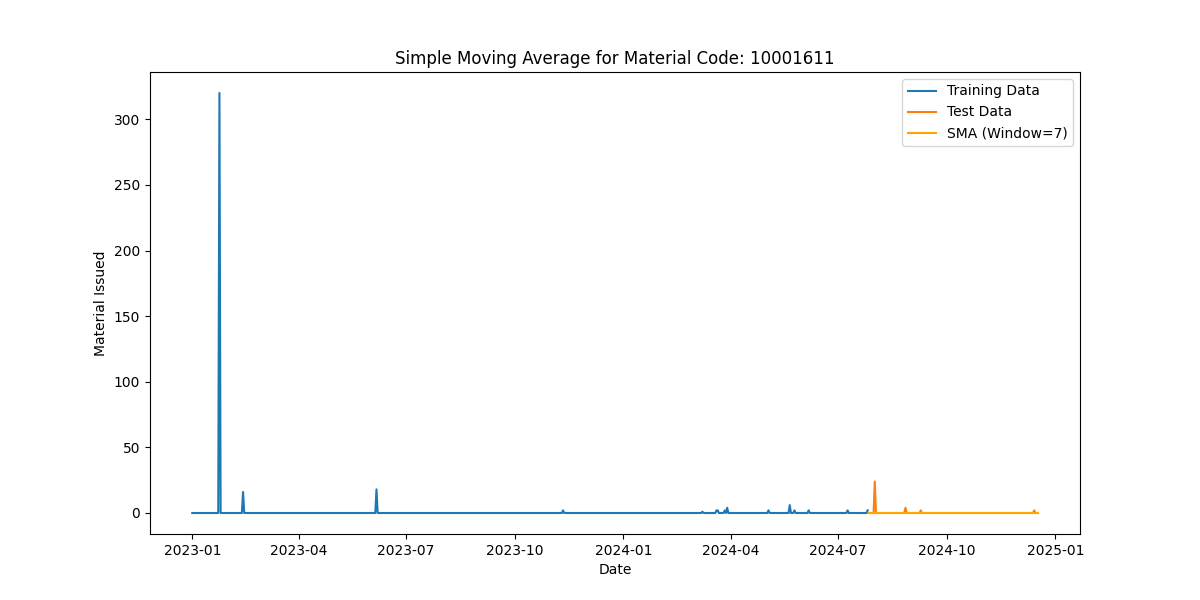 Simple Moving Average for Material Code: 10001611
Training Data
Test Data
SMA (Window=7)
300
250
200
150
100
50
0
Material Issued
2023-01 2023-04 2023-07 2023-10 2024-01 2024-04 2024-07 2024-10 2025-01
Date